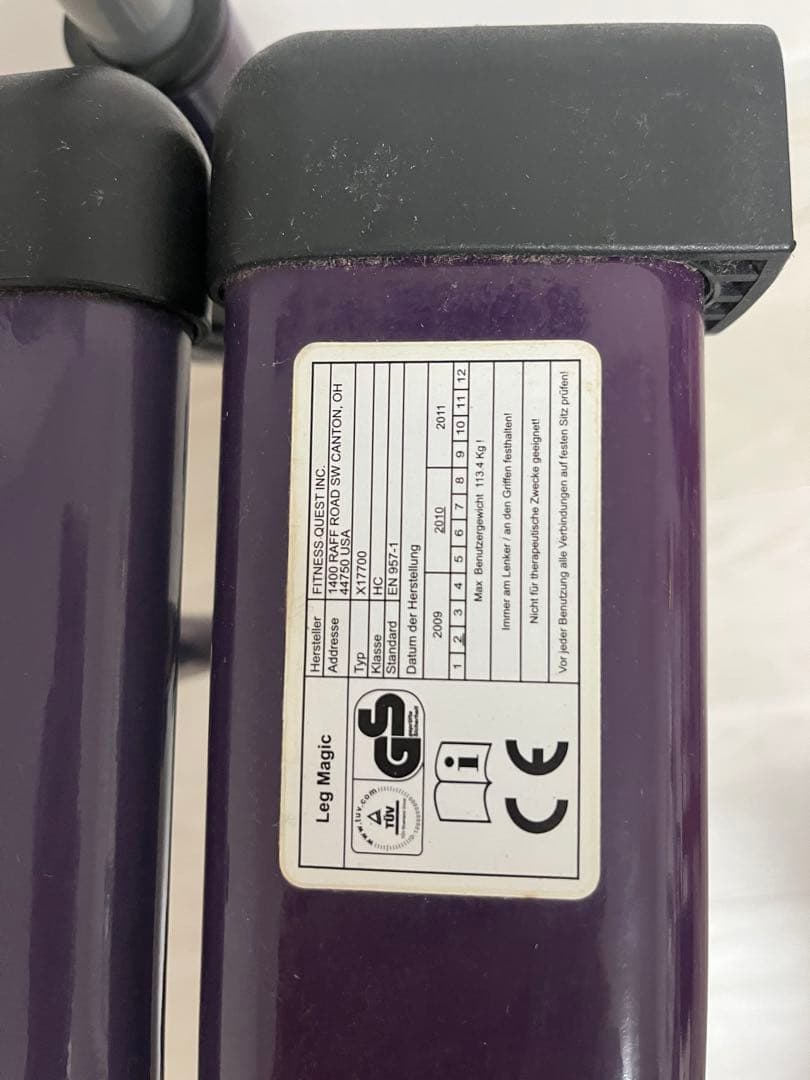 Leg Magic
Hersteller FITNESS QUEST INC.
Addresse 1400 RAFF ROAD SW CANTON, OH
44750 USA
Typ X17700
Klasse HC
Standard EN 957-1
Datum der Herstellung
2009 2010 2011
1 2 3 4 5 6 7 8 9 10 11 12
Max Benutzergewicht 113.4 Kg !
Immer am Lenker / an den Griffen festhalten!
Nicht für therapeutische Zwecke geeignet!
Vor jeder Benutzung alle Verbindungen auf festen Sitz prüfen!
www.tuv.com
TÜV
GS
geprüfte
Sicherheit
i
CE